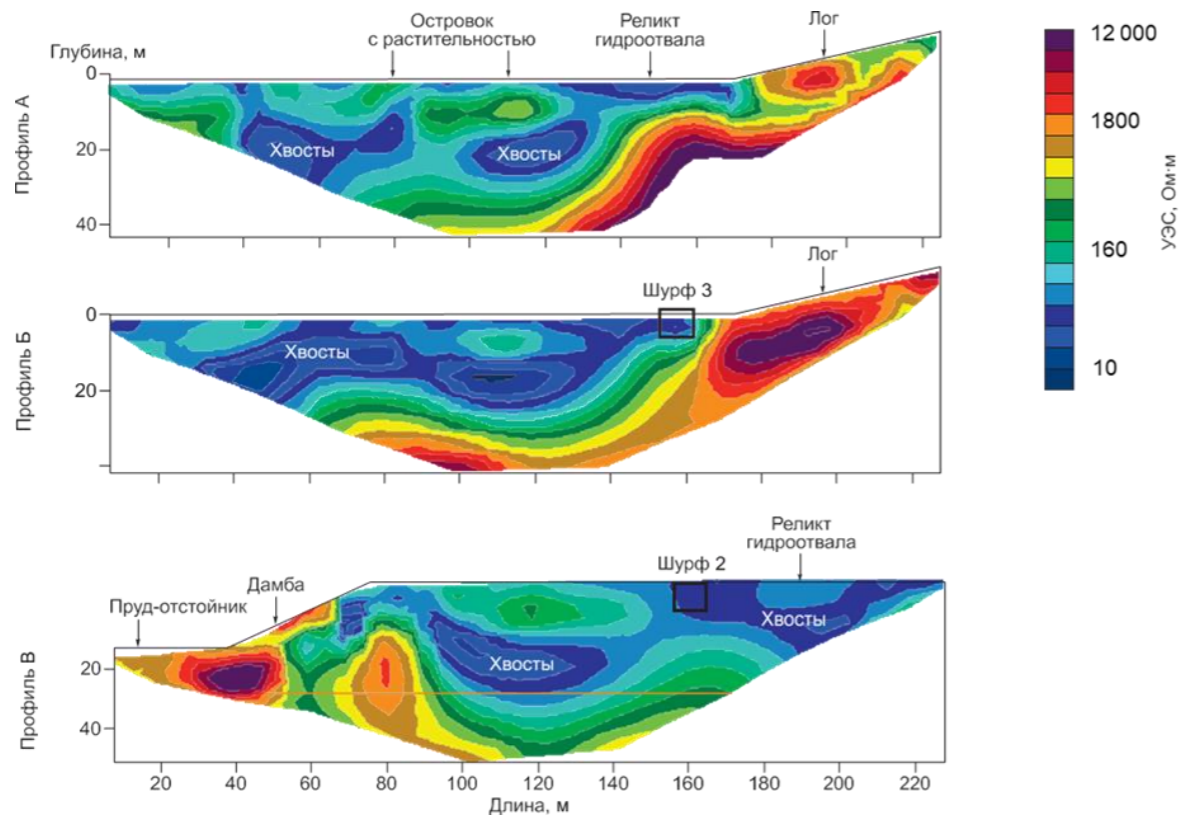 Островок
с растительностью
Реликт
гидроотвала
Лог
Глубина, м
0
20
40
Профиль А
Хвосты
Хвосты
12 000
1800
160
10
УЭС, Ом·м
Лог
Шурф 3
0
20
Профиль Б
Хвосты
Реликт
гидроотвала
Шурф 2
Дамба
Пруд-отстойник
20
40
Профиль В
Хвосты
Хвосты
20 40 60 80 100 120 140 160 180 200 220
Длина, м